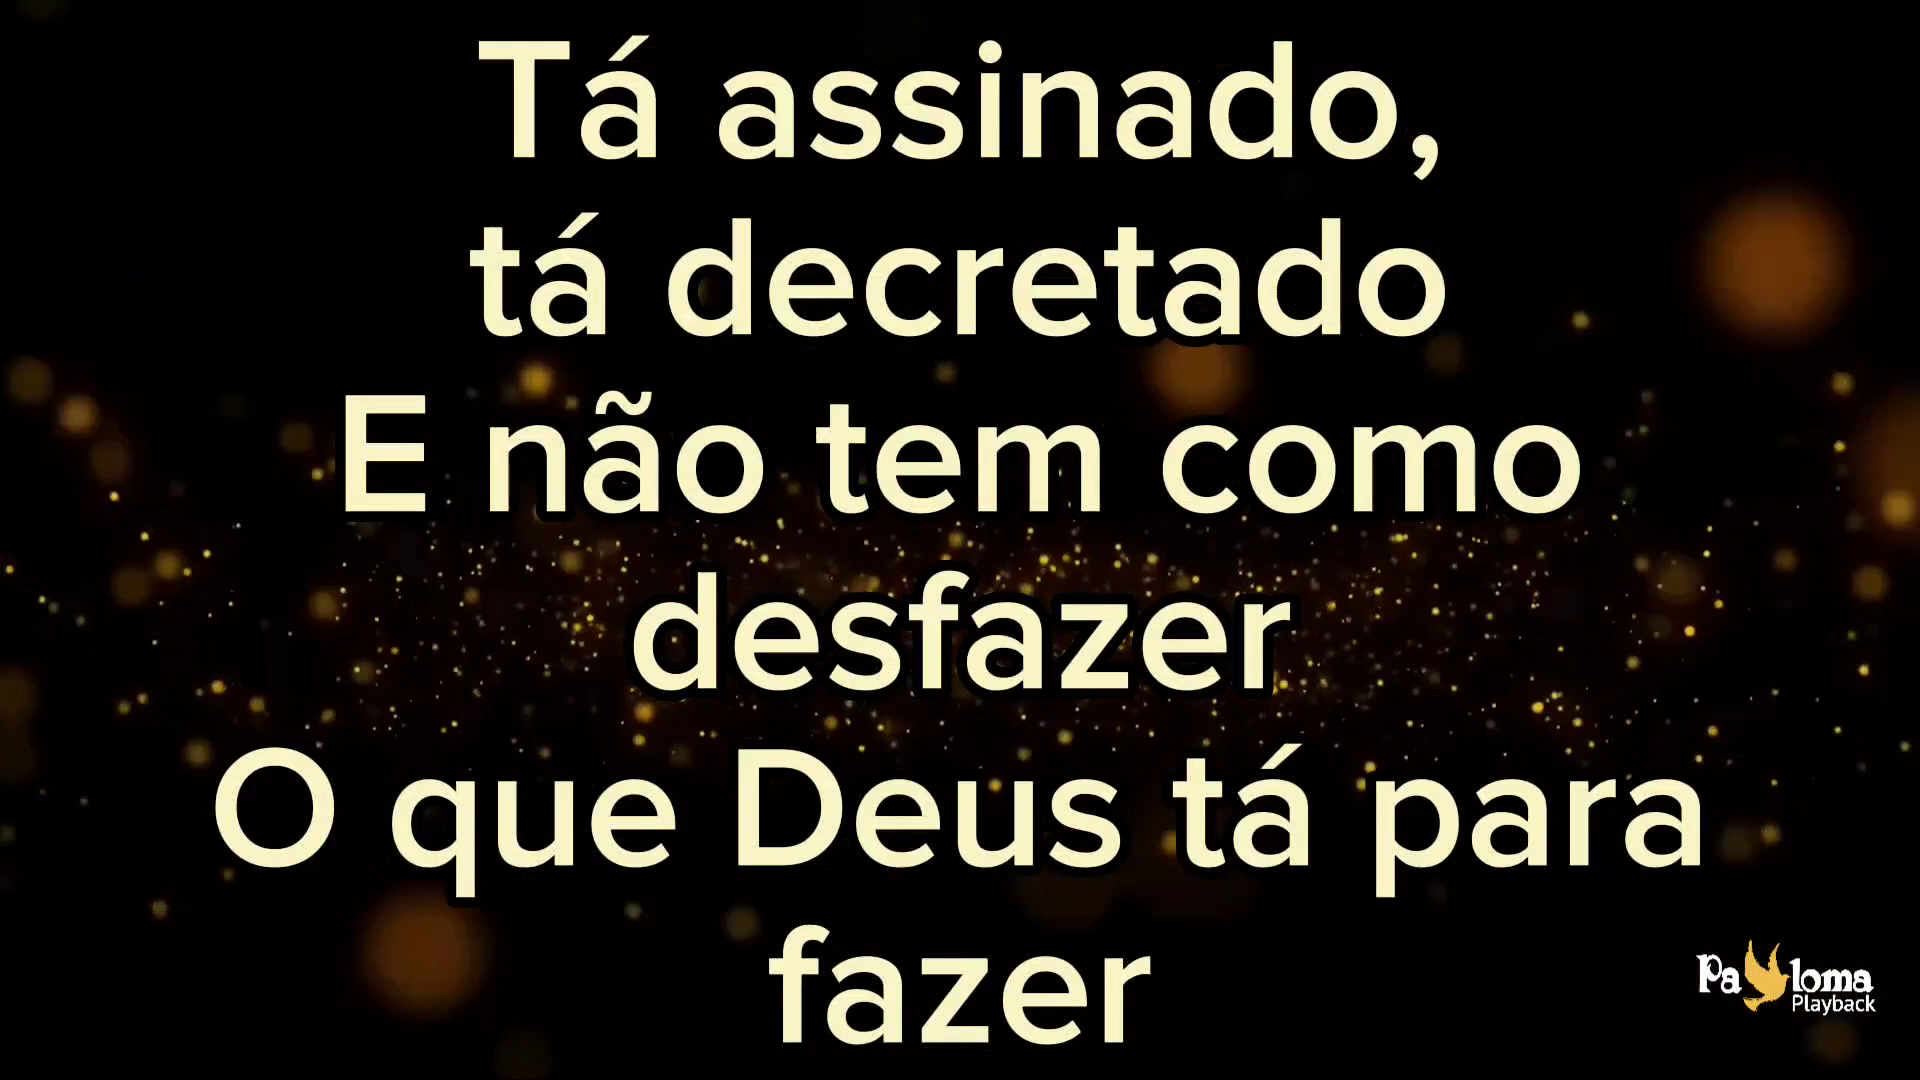 Tá assinado,
tá decretado
E não tem como
desfazer
O que Deus tá para
fazer
Paloma
Playback